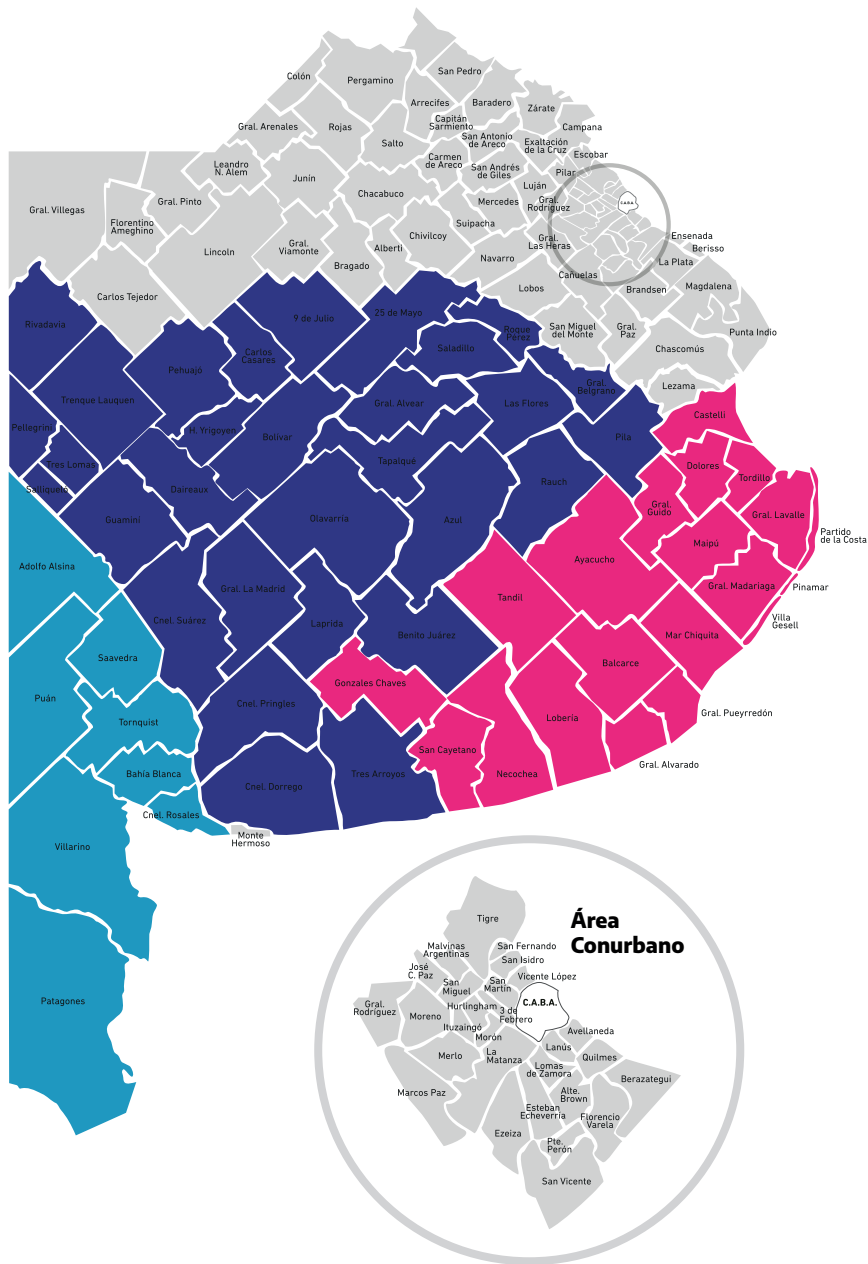 San Pedro
Colón
Pergamino
Arrecifes
Baradero
Zárate
Capitán
Sarmiento
Campana
Gral. Arenales
Rojas
Salto
San Antonio
de Areco
Exaltación
de la Cruz
Escobar
Leandro
N. Alem
Carmen
de Areco
San Andrés
de Giles
Pilar
Junín
Luján
Gral. Villegas
Gral. Pinto
Chacabuco
Mercedes
Gral.
Rodríguez
C.A.B.A.
Florentino
Ameghino
Suipacha
Chivilcoy
Ensenada
Lincoln
Gral.
Viamonte
Alberti
Gral.
Las Heras
Berisso
Bragado
Navarro
La Plata
Cañuelas
Carlos Tejedor
Lobos
Brandsen
Magdalena
Rivadavia
9 de Julio
25 de Mayo
Roque
Pérez
San Miguel
del Monte
Gral.
Paz
Punta Indio
Saladillo
Chascomús
Carlos
Casares
Pehuajó
Lezama
Gral.
Belgrano
Trenque Lauquen
Gral. Alvear
Las Flores
Castelli
Pellegrini
H. Yrigoyen
Bolivar
Pila
Tres Lomas
Tapalqué
Dolores
Salliqueló
Daireaux
Rauch
Tordillo
Guaminí
Olavarría
Azul
Gral.
Guido
Gral. Lavalle
Partido
de la Costa
Maipú
Adolfo Alsina
Ayacucho
Gral. La Madrid
Tandil
Gral. Madariaga
Pinamar
Cnel. Suárez
Laprida
Villa
Gesell
Benito Juárez
Mar Chiquita
Saavedra
Balcarce
Gonzales Chaves
Puán
Cnel. Pringles
Gral. Pueyrredón
Tornquist
Lobería
San Cayetano
Gral. Alvarado
Bahía Blanca
Tres Arroyos
Necochea
Cnel. Dorrego
Cnel. Rosales
Monte
Hermoso
Villarino
Patagones
Área
Conurbano
Tigre
Malvinas
Argentinas
San Fernando
San Isidro
José
C. Paz
San
Miguel
San
Martín
Vicente López
Gral.
Rodríguez
Moreno
Hurlingham
3 de
Febrero
C.A.B.A.
Ituzaingó
Morón
Avellaneda
Merlo
La
Matanza
Lanús
Quilmes
Lomas
de Zamora
Berazategui
Marcos Paz
Alte.
Brown
Esteban
Echeverría
Florencio
Varela
Ezeiza
Pte.
Perón
San Vicente